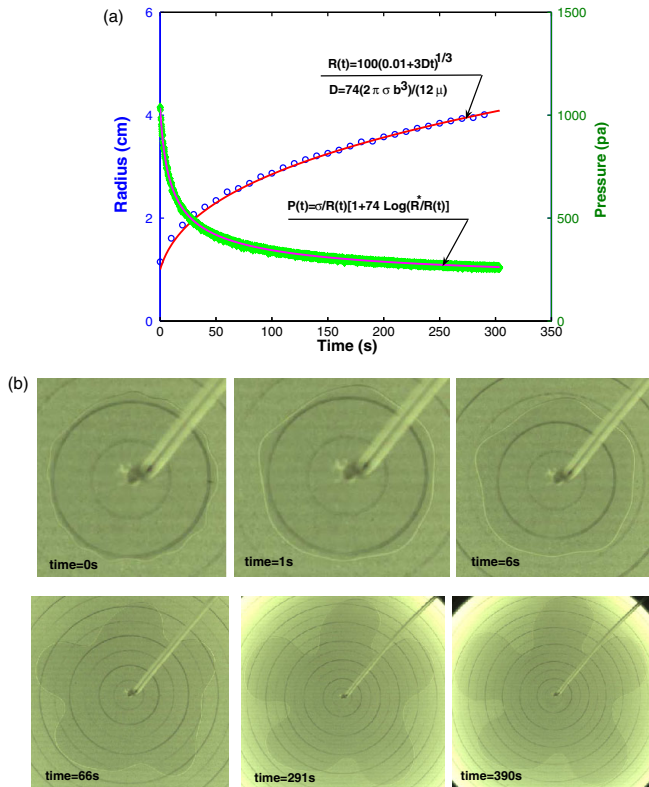 (a)
6
4
2
0
Radius (cm)
1500
1000
500
0
Pressure (pa)
R(t)=100(0.01+3Dt)^1/3
D=74(2 π σ b^3)/(12 μ)
P(t)=σ/R(t)[1+74 Log(R^*/R(t)]
0 50 100 150 200 250 300 350
Time (s)
(b)
time=0s
time=1s
time=6s
time=66s
time=291s
time=390s